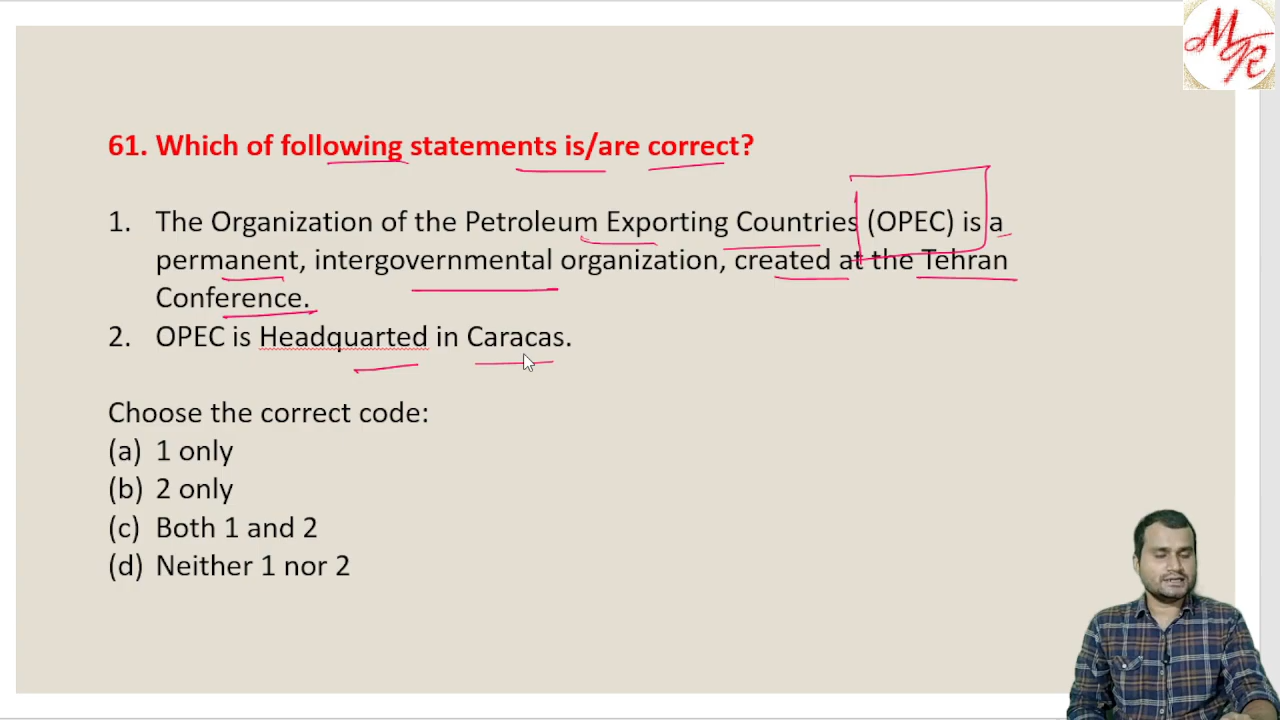 MR
61. Which of following statements is/are correct?
1. The Organization of the Petroleum Exporting Countries (OPEC) is a
permanent, intergovernmental organization, created at the Tehran
Conference.
2. OPEC is Headquarted in Caracas.
Choose the correct code:
(a) 1 only
(b) 2 only
(c) Both 1 and 2
(d) Neither 1 nor 2